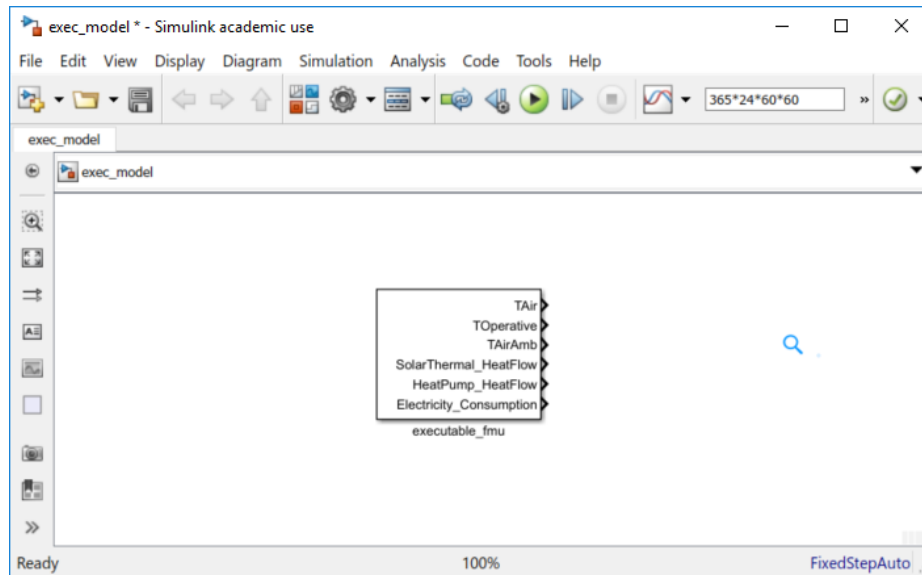 exec_model * - Simulink academic use
File Edit View Display Diagram Simulation Analysis Code Tools Help
365*24*60*60 »
exec_model
exec_model
TAir
TOperative
TAirAmb
SolarThermal_HeatFlow
HeatPump_HeatFlow
Electricity_Consumption
executable_fmu
Ready 100% FixedStepAuto